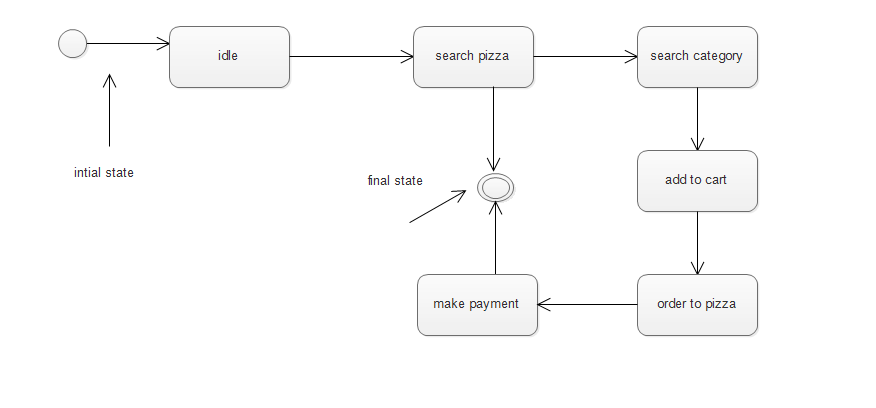 idle
search pizza
search category
intial state
final state
add to cart
make payment
order to pizza